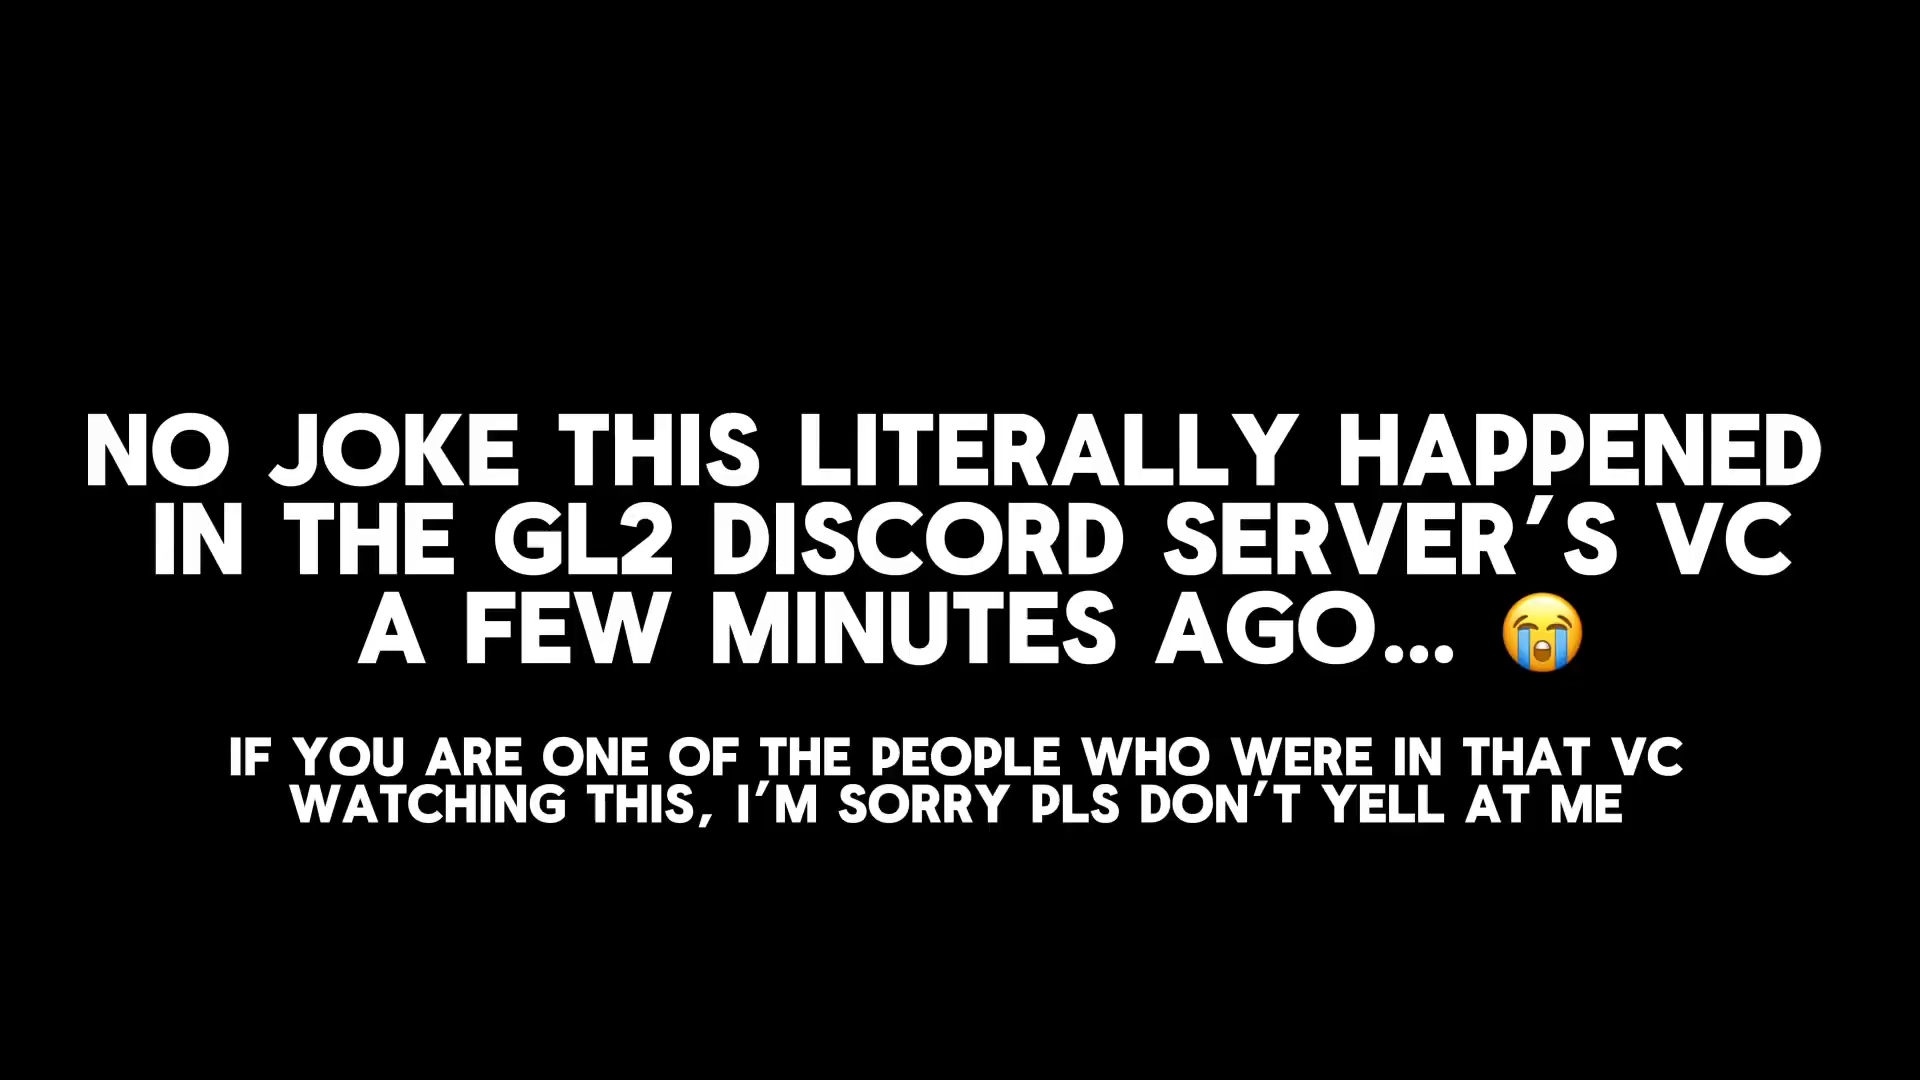 NO JOKE THIS LITERALLY HAPPENED
IN THE GL2 DISCORD SERVER'S VC
A FEW MINUTES AGO... 😭
IF YOU ARE ONE OF THE PEOPLE WHO WERE IN THAT VC
WATCHING THIS, I'M SORRY PLS DON'T YELL AT ME